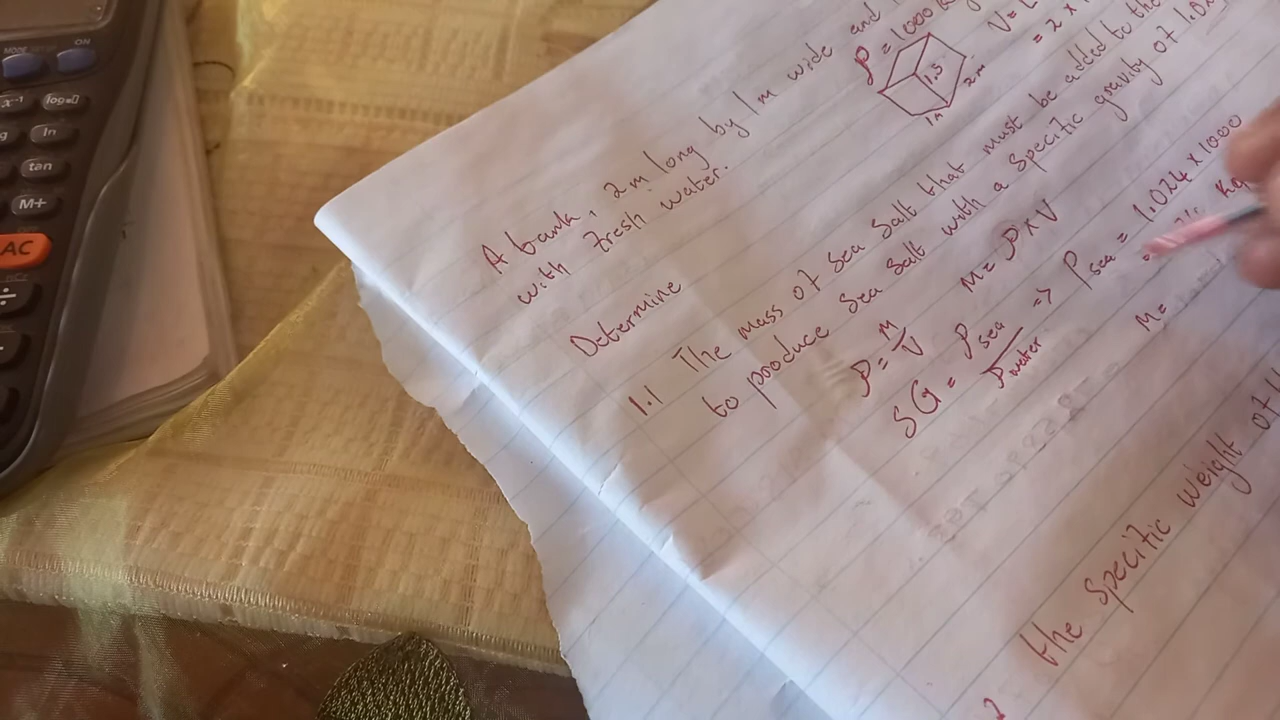 MODE SETUP
ON
x⁻¹
log
ln
tan
M+
AC
÷
A tank, 2m long by 1m wide and
with fresh water.
ρ = 1000
1.5
2m
1m
V = L
= 2 x
Determine
1.1 The mass of sea salt that must be added to the
to produce sea salt with a specific gravity of 1.0
ρ = M/V
M = ρ x V
SG = ρsea/ρwater => ρsea = 1.024 x 1000
M =
the specific weight of